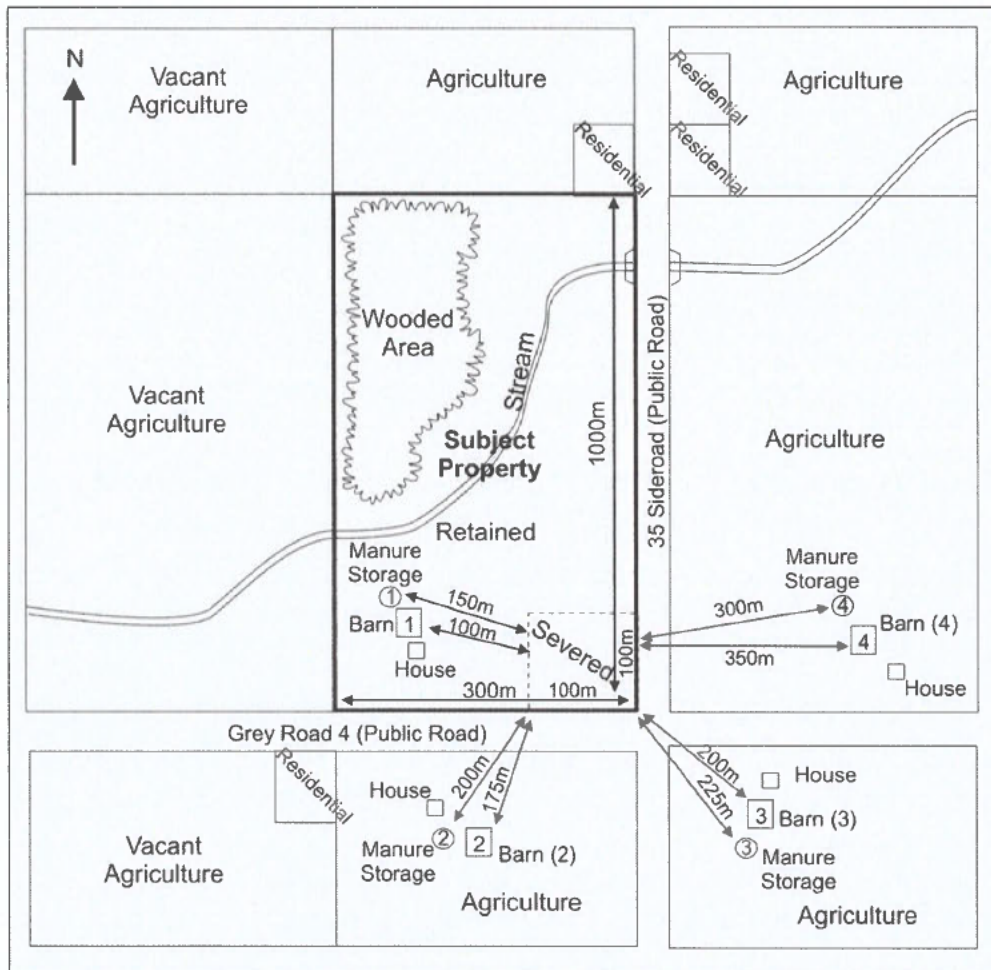 N
Vacant
Agriculture
Agriculture
Residential
Residential
Residential
Agriculture
Wooded
Area
Stream
Subject
Property
1000m
35 Sideroad (Public Road)
Vacant
Agriculture
Agriculture
Retained
Manure
Storage
1
150m
Barn 1
100m
House
Severed
100m
300m
100m
Manure
Storage
4
300m
Barn (4)
4
350m
House
Grey Road 4 (Public Road)
Residential
House
200m
175m
2
2
Manure
Storage
Barn (2)
Vacant
Agriculture
Agriculture
200m
225m
House
3
Barn (3)
3
Manure
Storage
Agriculture